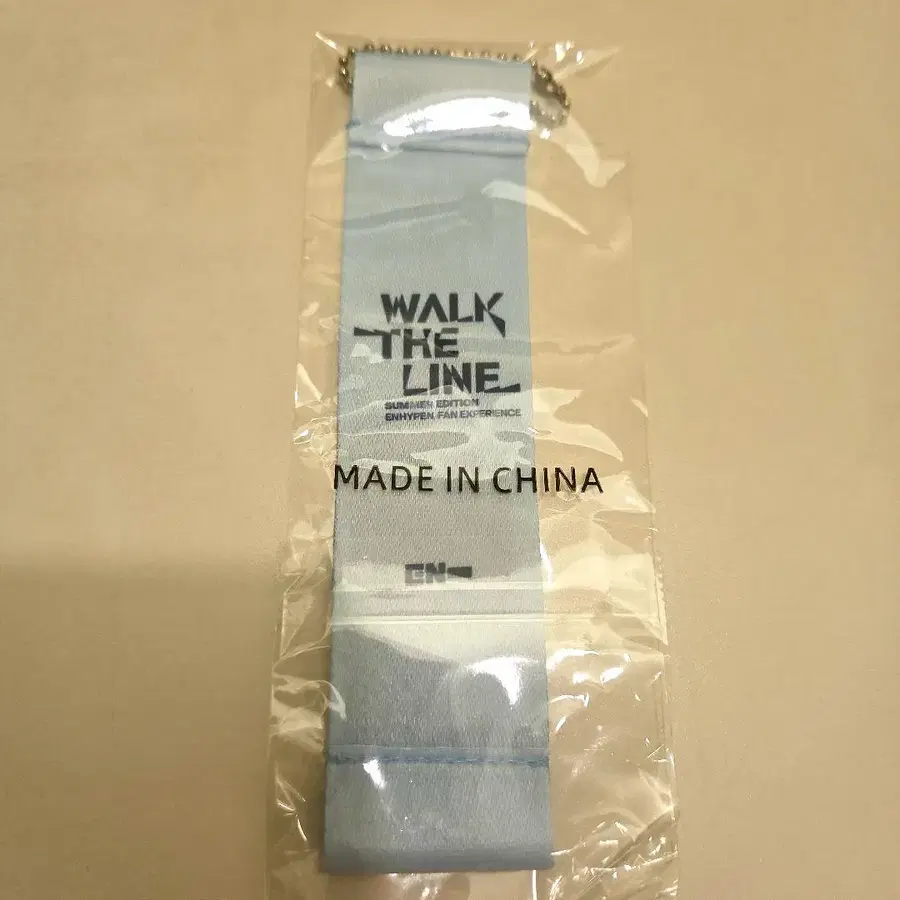 WALK
THE
LINE
SUMMER EDITION
ENHYPEN FAN EXPERIENCE
MADE IN CHINA
EN-